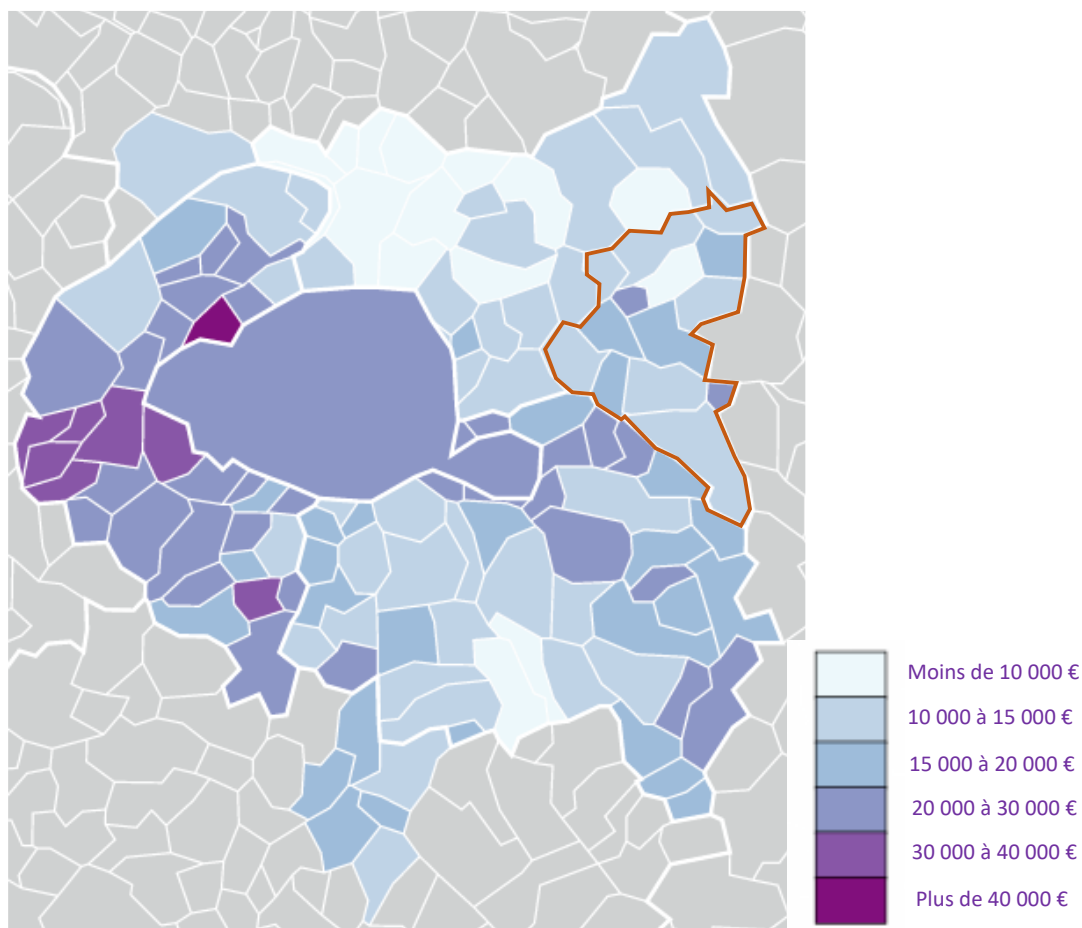 Moins de 10 000 €
10 000 à 15 000 €
15 000 à 20 000 €
20 000 à 30 000 €
30 000 à 40 000 €
Plus de 40 000 €